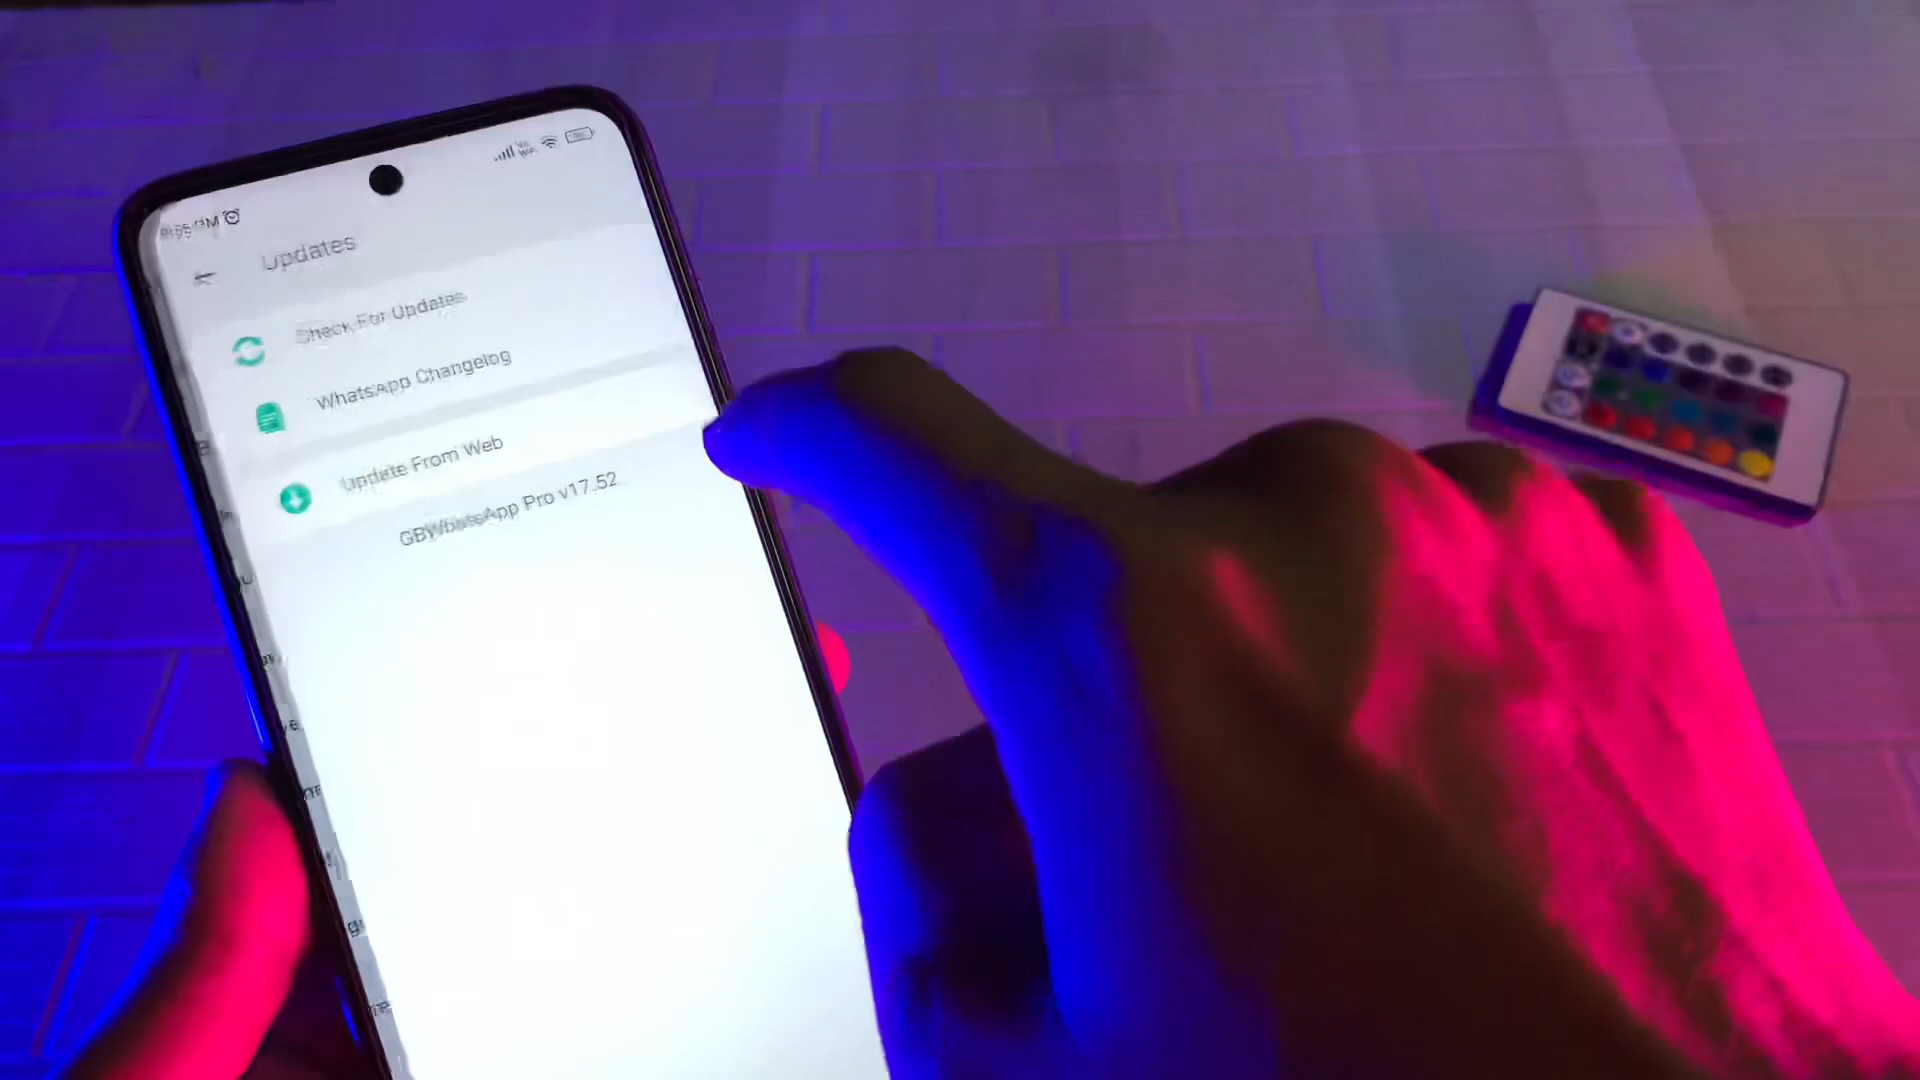 Updates
Check For Updates
WhatsApp Changelog
Update From Web
GBWhatsApp Pro v17.52